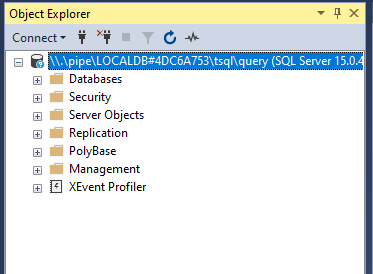 Object Explorer
Connect
\\.\pipe\LOCALDB#4DC6A753\tsql\query (SQL Server 15.0.4
Databases
Security
Server Objects
Replication
PolyBase
Management
XEvent Profiler